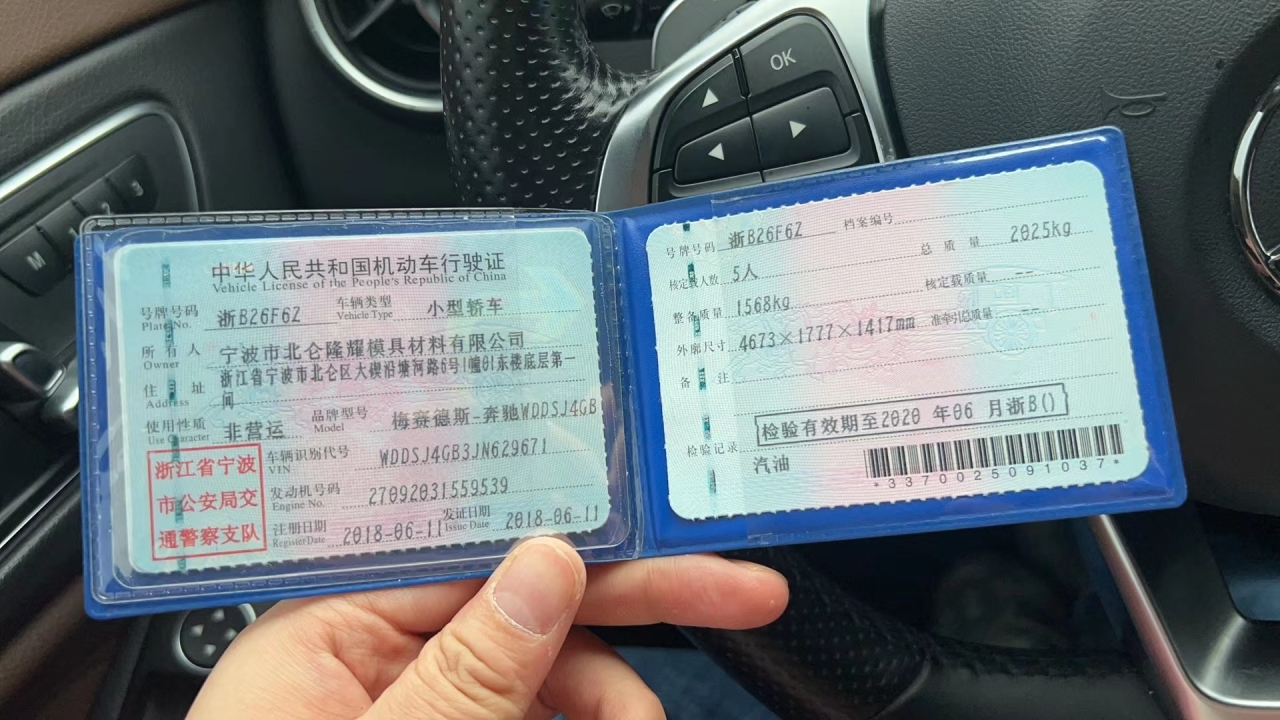 OK
M
中华人民共和国机动车行驶证
Vehicle License of the People's Republic of China
号牌号码 浙B26F6Z 车辆类型 小型轿车
Plate No. Vehicle Type
所有人 宁波市北仑隆耀模具材料有限公司
Owner
住址 浙江省宁波市北仑区大碶沿塘河路6号1幢01东楼底层第一
Address 间
使用性质 非营运 品牌型号 梅赛德斯-奔驰WDDSJ4GB
Use Character Model
浙江省宁波
市公安局交
通警察支队
车辆识别代号 WDDSJ4GB3JN629671
VIN
发动机号码 27092031559539
Engine No.
注册日期 2018-06-11 发证日期 2018-06-11
Register Date Issue Date
号牌号码 浙B26F6Z 档案编号
核定载人数 5人 总质量 2025kg
整备质量 1568kg 核定载质量 --
外廓尺寸 4673×1777×1417mm 准牵引总质量 --
备注
检验有效期至2020 年06 月浙B()
检验记录
汽油
*3370025091037*